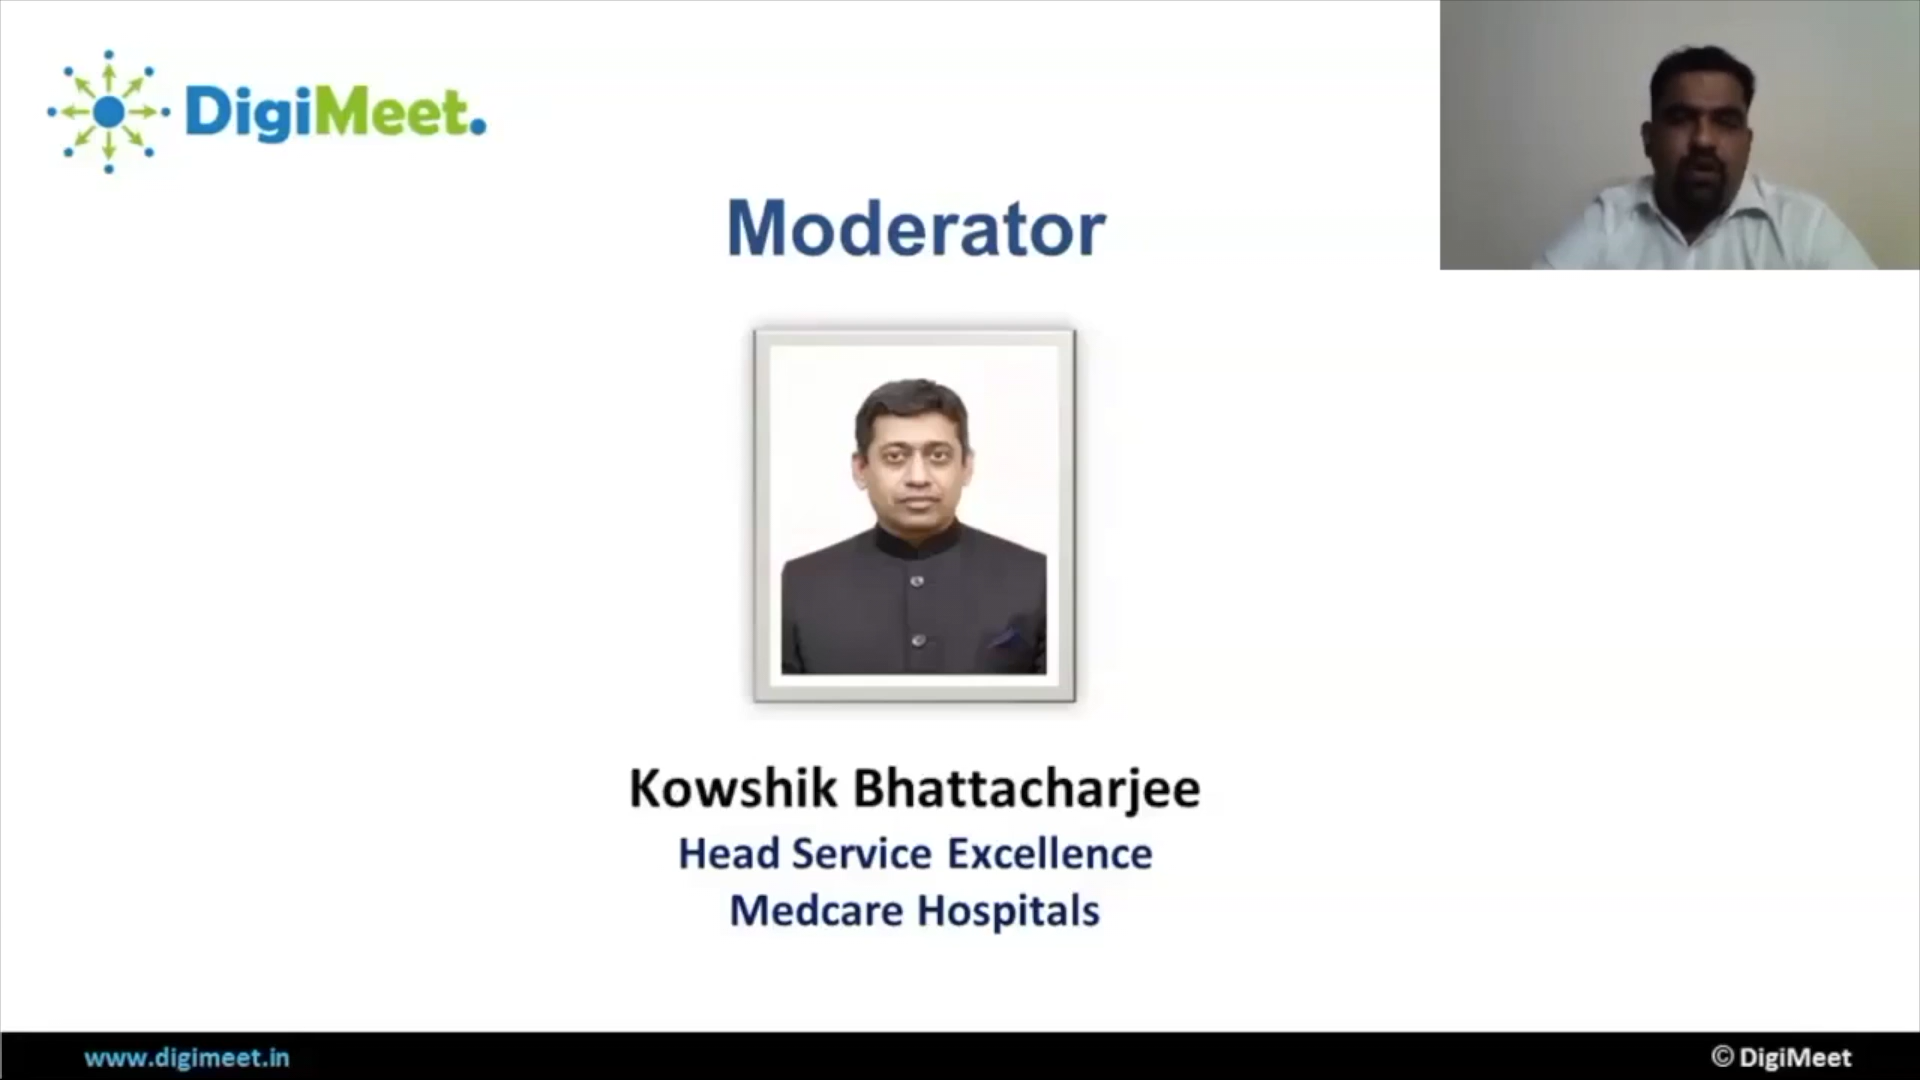 DigiMeet.
Moderator
Kowshik Bhattacharjee
Head Service Excellence
Medcare Hospitals
www.digimeet.in
© DigiMeet